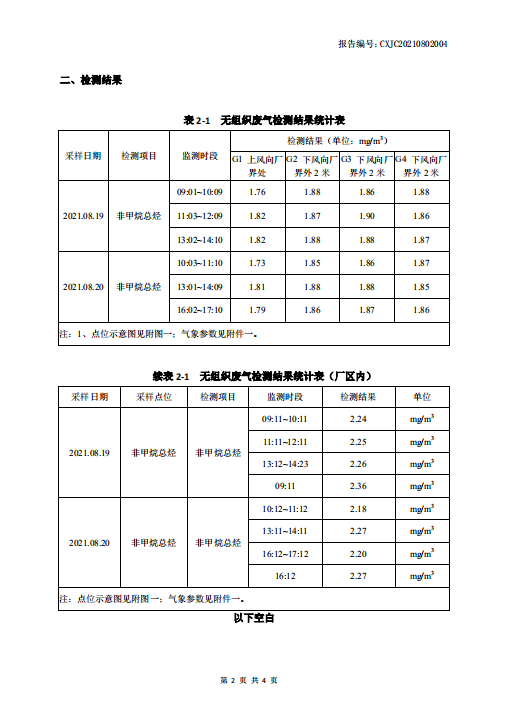 报告编号：CXJC20210802004
二、检测结果
表 2-1 无组织废气检测结果统计表
采样日期 检测项目 监测时段 检测结果（单位：mg/m³）
G1 上风向厂界处 G2 下风向厂界外 2 米 G3 下风向厂界外 2 米 G4 下风向厂界外 2 米
2021.08.19 非甲烷总烃 09:01~10:09 1.76 1.88 1.86 1.88
11:03~12:09 1.82 1.87 1.90 1.86
13:02~14:10 1.82 1.88 1.88 1.87
2021.08.20 非甲烷总烃 10:03~11:10 1.73 1.85 1.86 1.87
13:01~14:09 1.81 1.88 1.88 1.85
16:02~17:10 1.79 1.86 1.87 1.86
注：1、点位示意图见附图一；气象参数见附件一。
续表 2-1 无组织废气检测结果统计表（厂区内）
采样日期 采样点位 检测项目 监测时段 检测结果 单位
2021.08.19 非甲烷总烃 非甲烷总烃 09:11~10:11 2.24 mg/m³
11:11~12:11 2.25 mg/m³
13:12~14:23 2.26 mg/m³
09:11 2.36 mg/m³
2021.08.20 非甲烷总烃 非甲烷总烃 10:12~11:12 2.18 mg/m³
13:11~14:11 2.27 mg/m³
16:12~17:12 2.20 mg/m³
16:12 2.27 mg/m³
注：点位示意图见附图一；气象参数见附件一。
以下空白
第 2 页 共 4 页